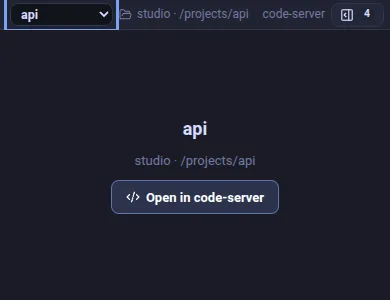 api studio · /projects/api code-server 4
api
studio · /projects/api
Open in code-server